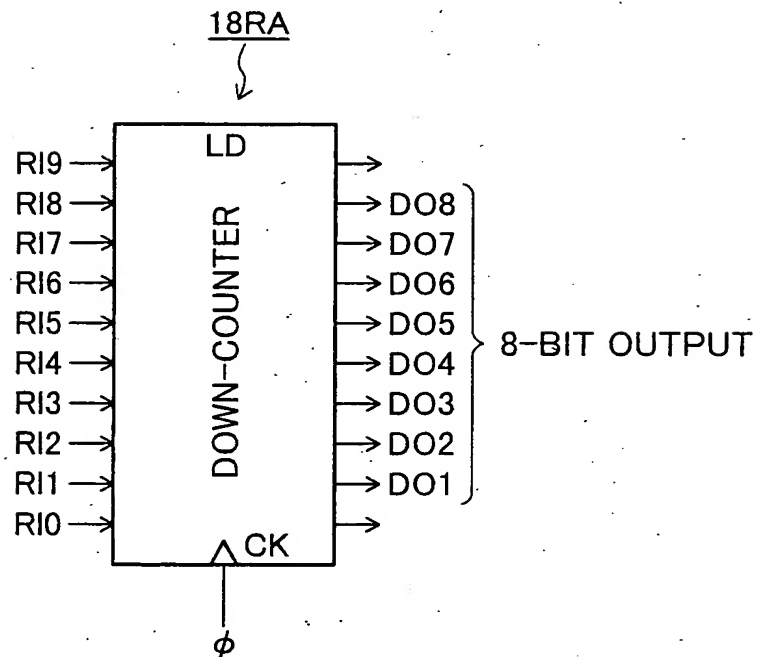 18RA
LD
RI9
RI8 DO8
RI7 DO7
RI6 DO6
RI5 DO5
RI4 DO4
RI3 DO3
RI2 DO2
RI1 DO1
RI0
DOWN-COUNTER
8-BIT OUTPUT
CK
φ